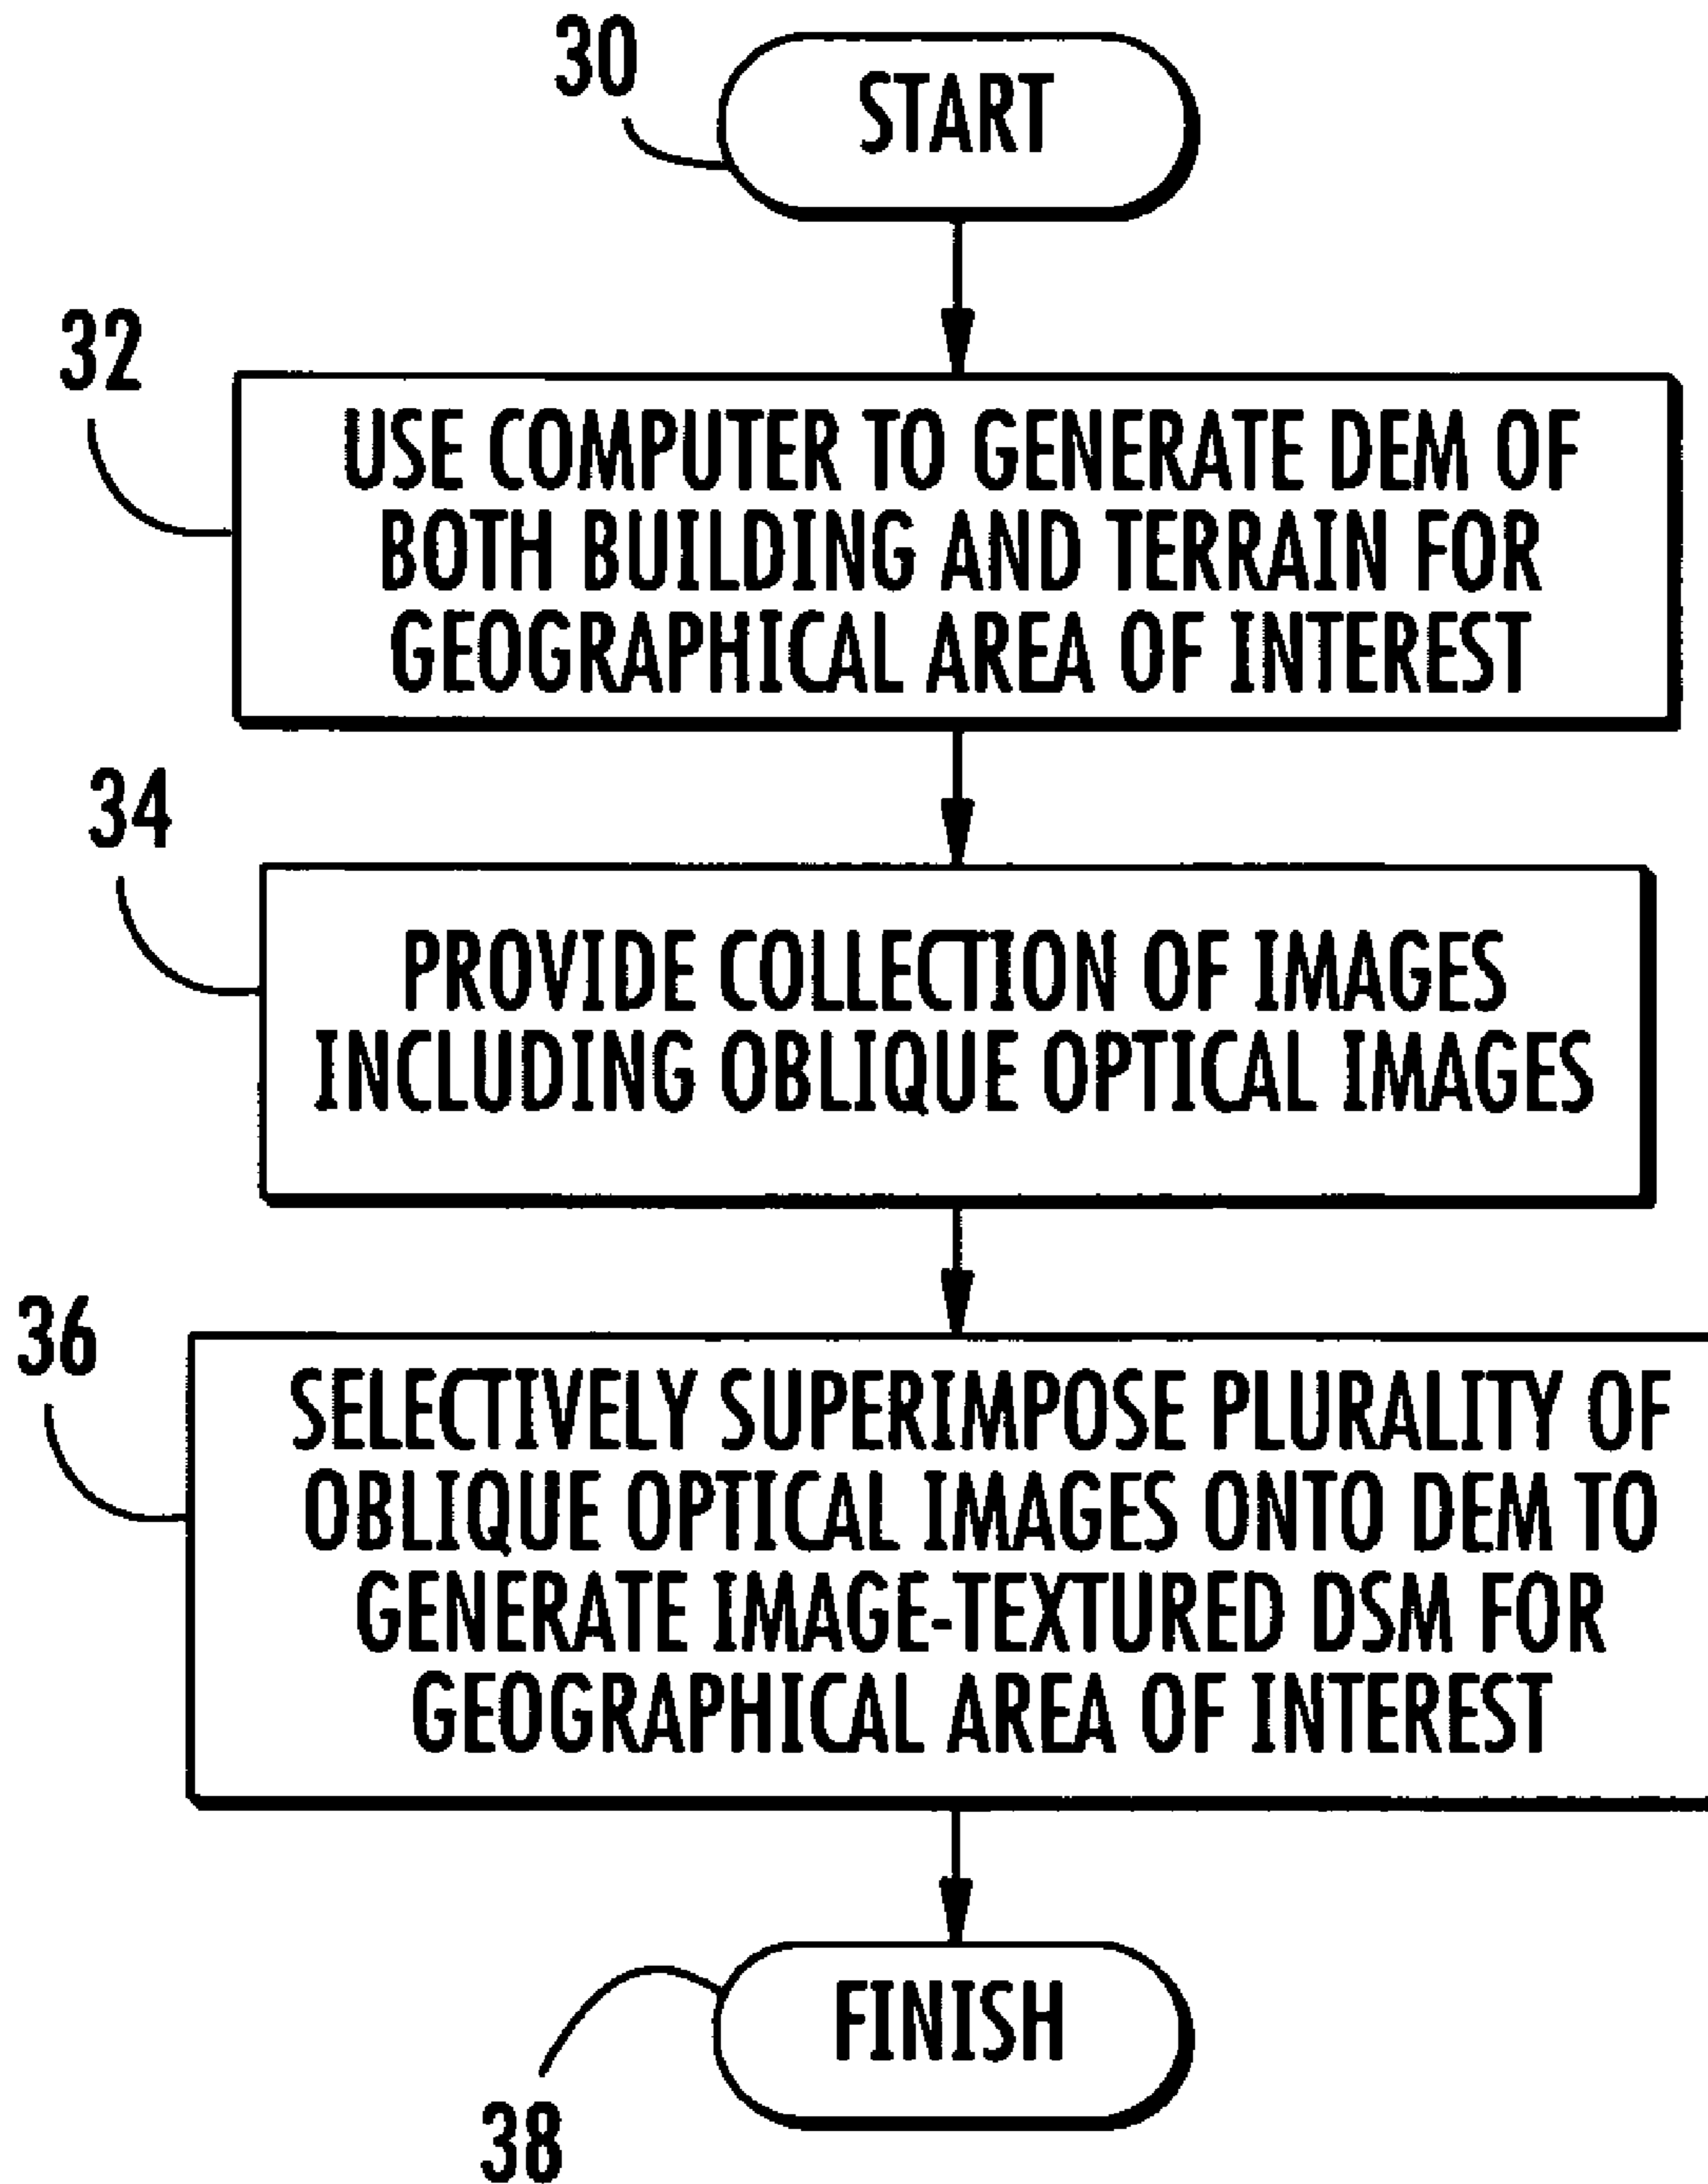 30
START
32
USE COMPUTER TO GENERATE DEM OF
BOTH BUILDING AND TERRAIN FOR
GEOGRAPHICAL AREA OF INTEREST
34
PROVIDE COLLECTION OF IMAGES
INCLUDING OBLIQUE OPTICAL IMAGES
36
SELECTIVELY SUPERIMPOSE PLURALITY OF
OBLIQUE OPTICAL IMAGES ONTO DEM TO
GENERATE IMAGE-TEXTURED DSM FOR
GEOGRAPHICAL AREA OF INTEREST
FINISH
38